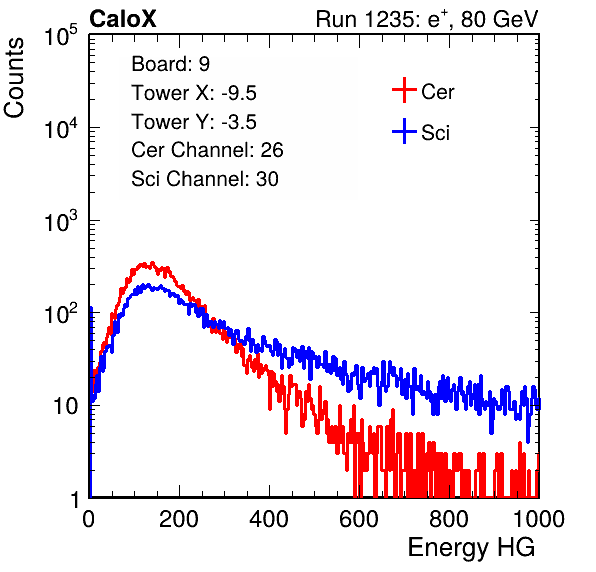 CaloX Run 1235: e⁺, 80 GeV
Counts
Board: 9
Tower X: -9.5
Tower Y: -3.5
Cer Channel: 26
Sci Channel: 30
Cer
Sci
10⁵
10⁴
10³
10²
10
1
0 200 400 600 800 1000
Energy HG